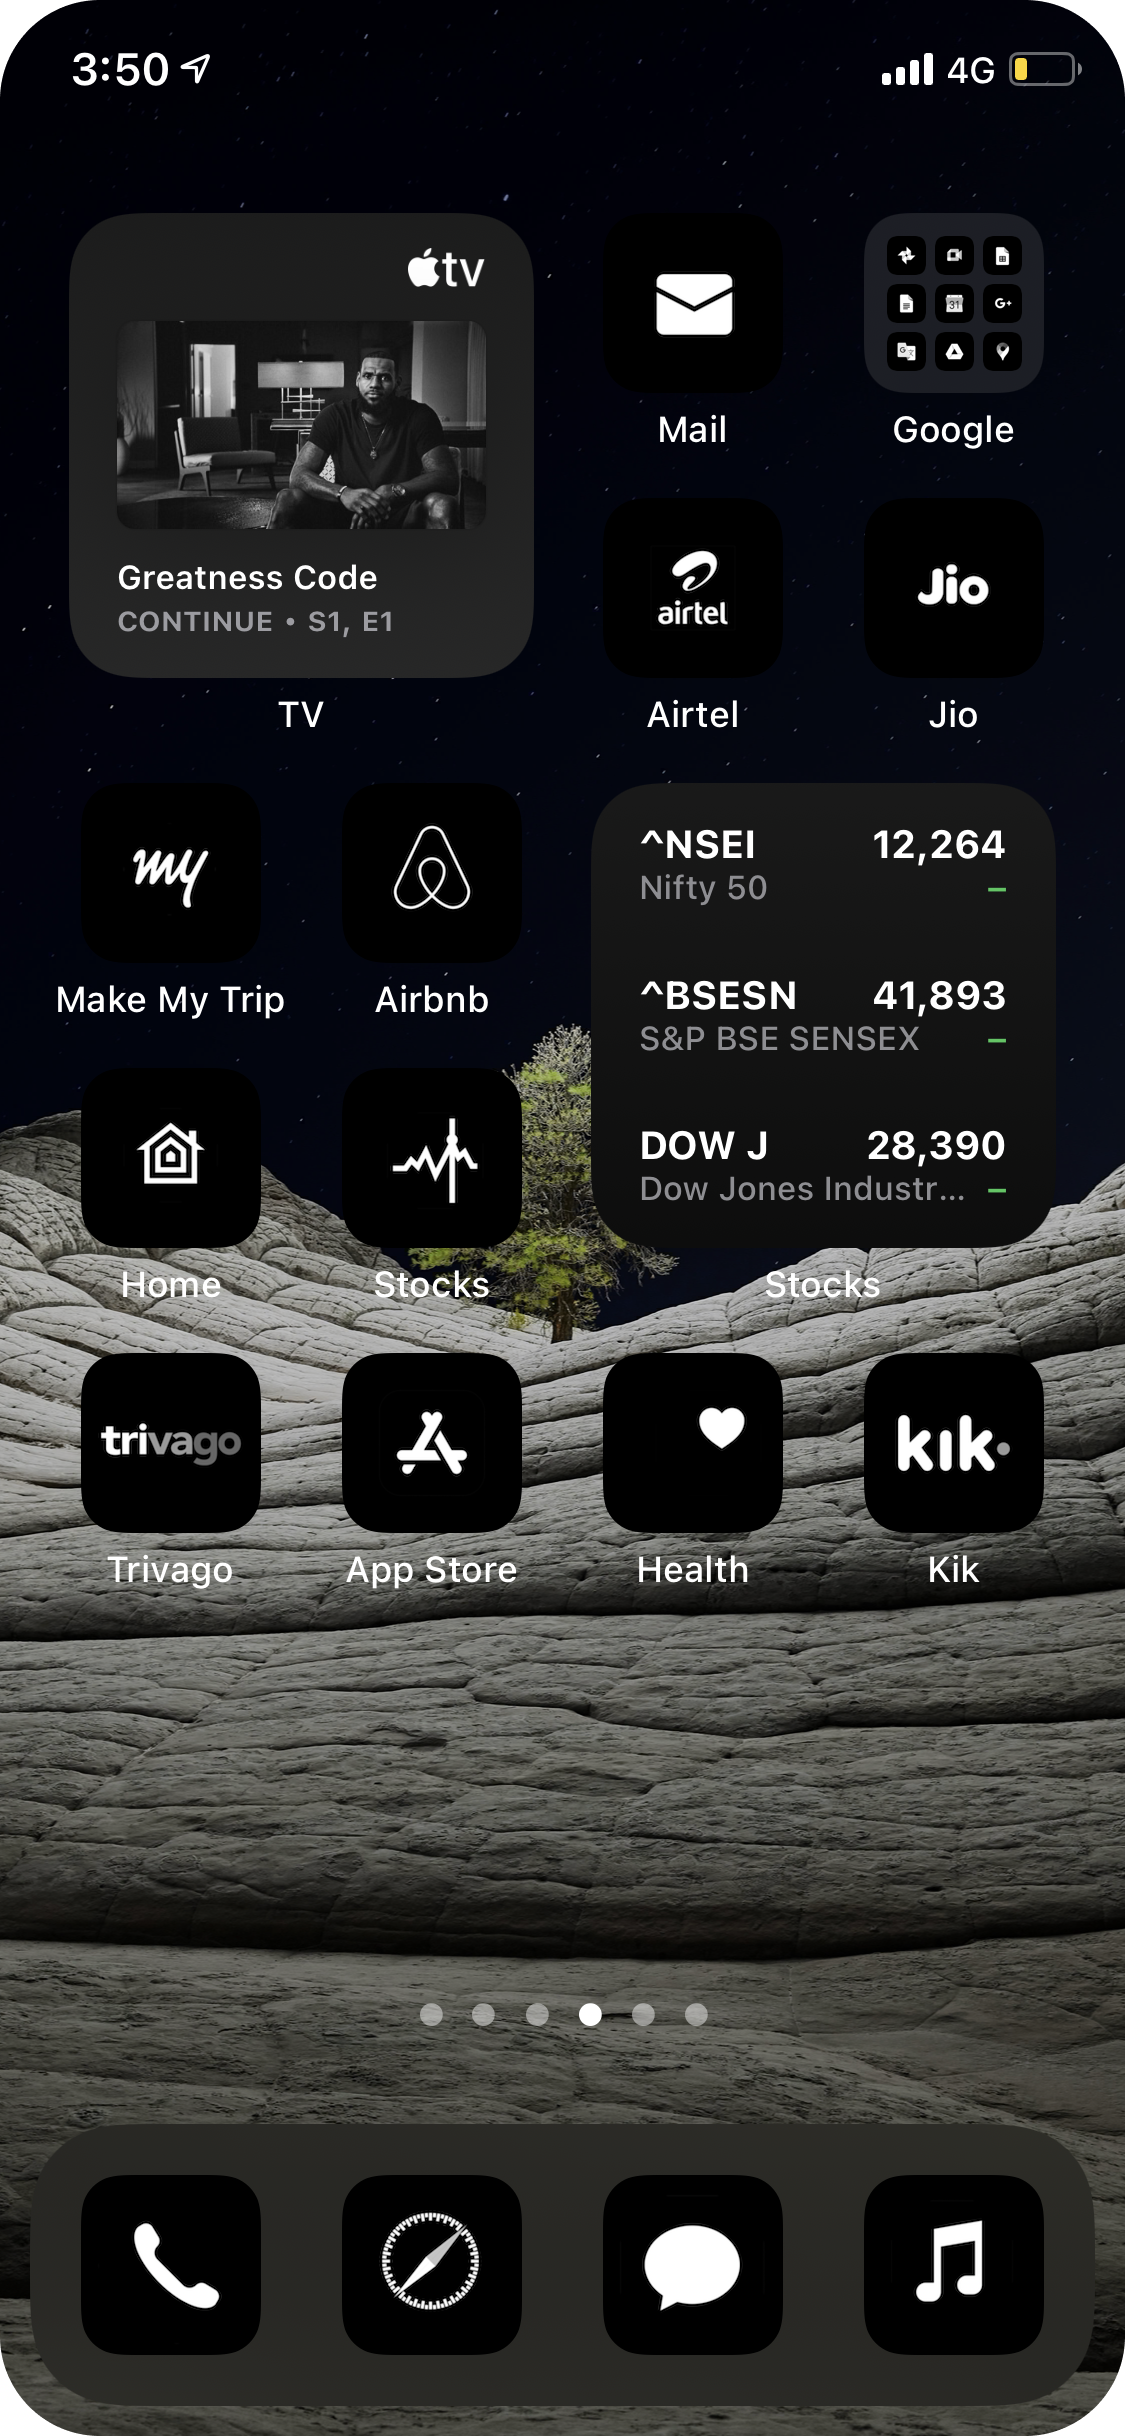 3:50
4G
tv
Greatness Code
CONTINUE • S1, E1
TV
Mail
31
G+
Google
airtel
Airtel
Jio
Jio
my
Make My Trip
Airbnb
^NSEI 12,264
Nifty 50 –
^BSESN 41,893
S&P BSE SENSEX –
DOW J 28,390
Dow Jones Industr... –
Home
Stocks
Stocks
trivago
Trivago
App Store
Health
kik•
Kik